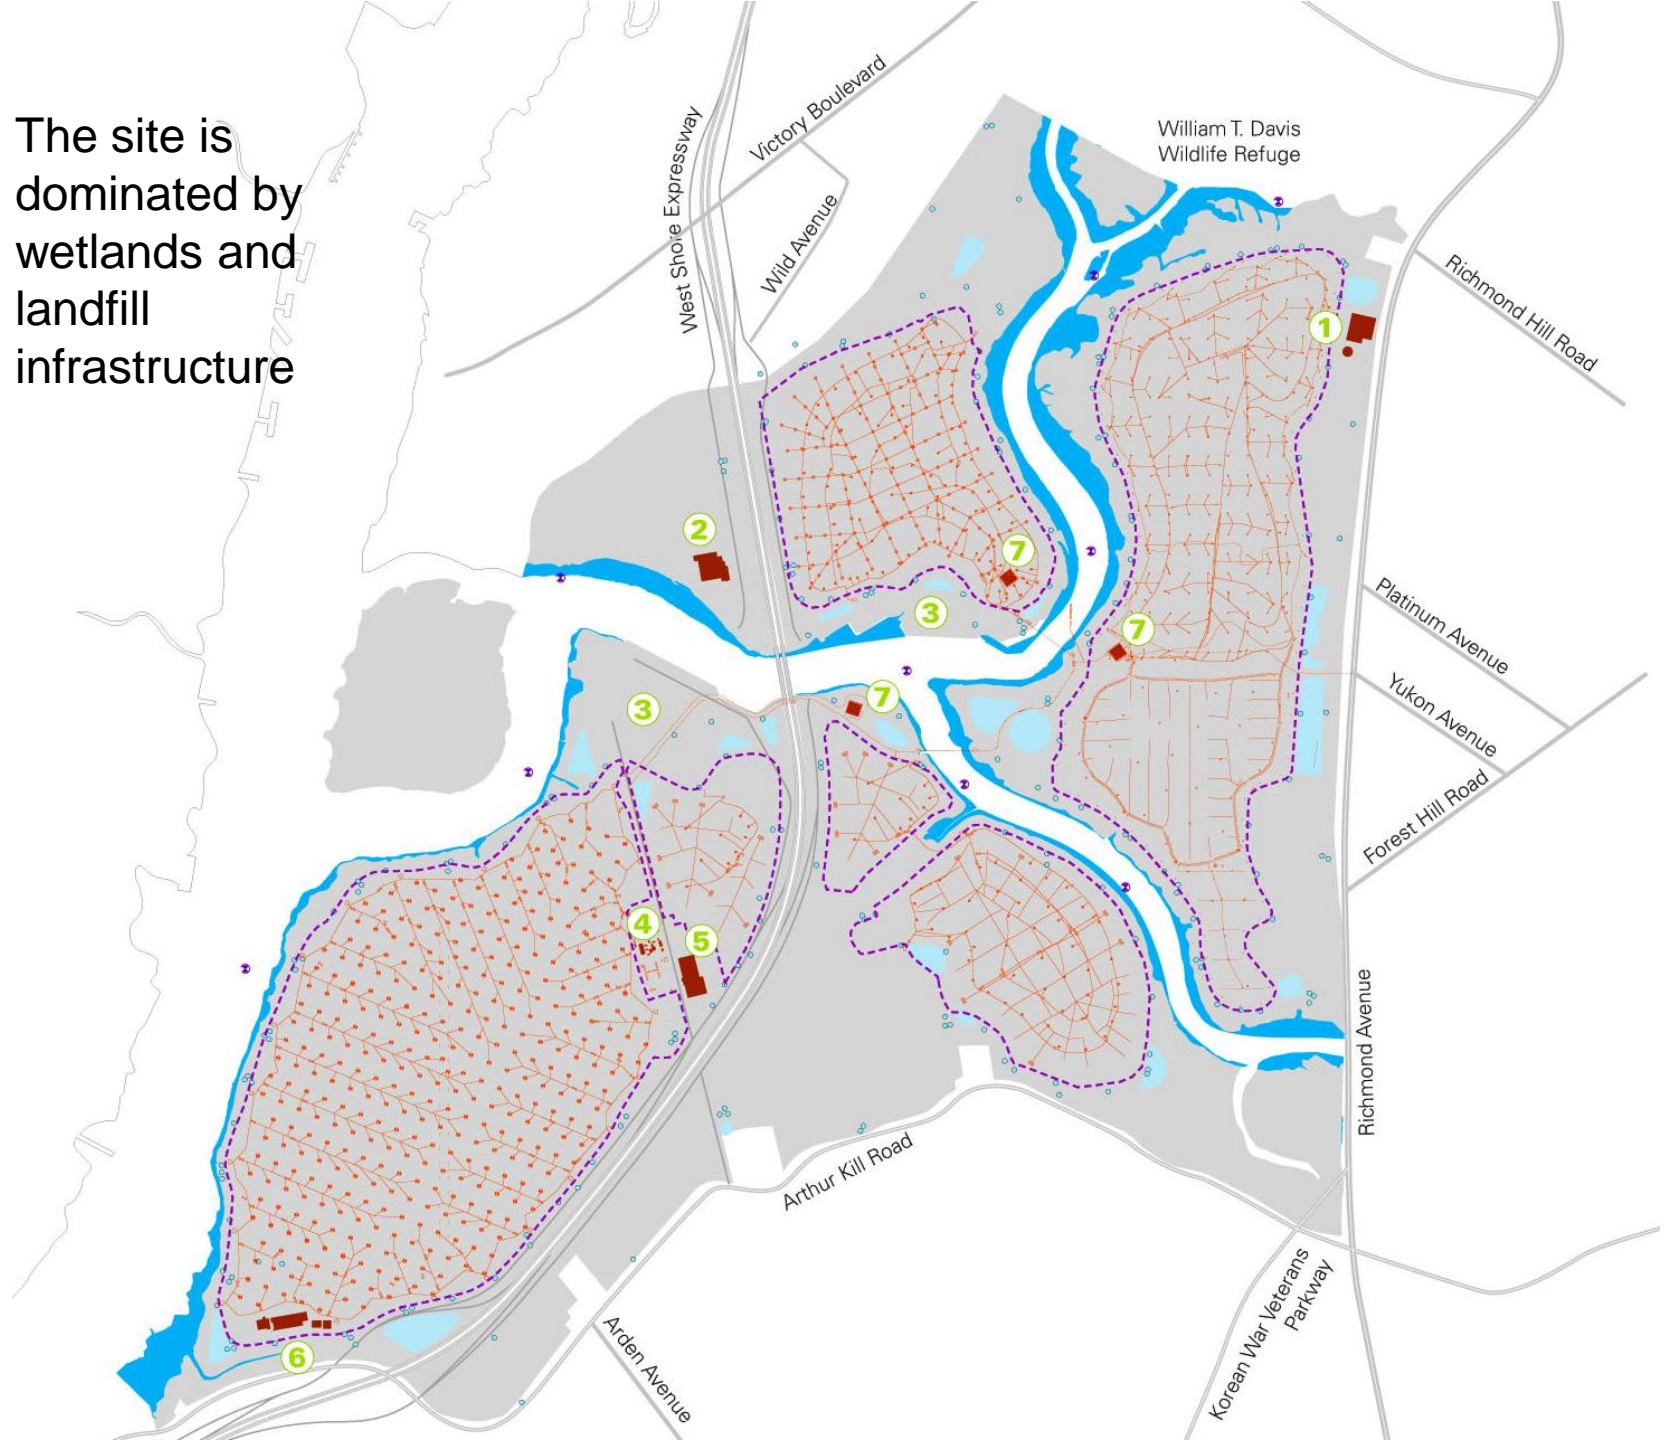 The site is
dominated by
wetlands and
landfill
infrastructure
West Shore Expressway
Victory Boulevard
Wild Avenue
William T. Davis
Wildlife Refuge
Richmond Hill Road
1
2
7
3
7
Platinum Avenue
Yukon Avenue
Forest Hill Road
3
7
4
5
Richmond Avenue
Arthur Kill Road
Korean War Veterans
Parkway
Arden Avenue
6